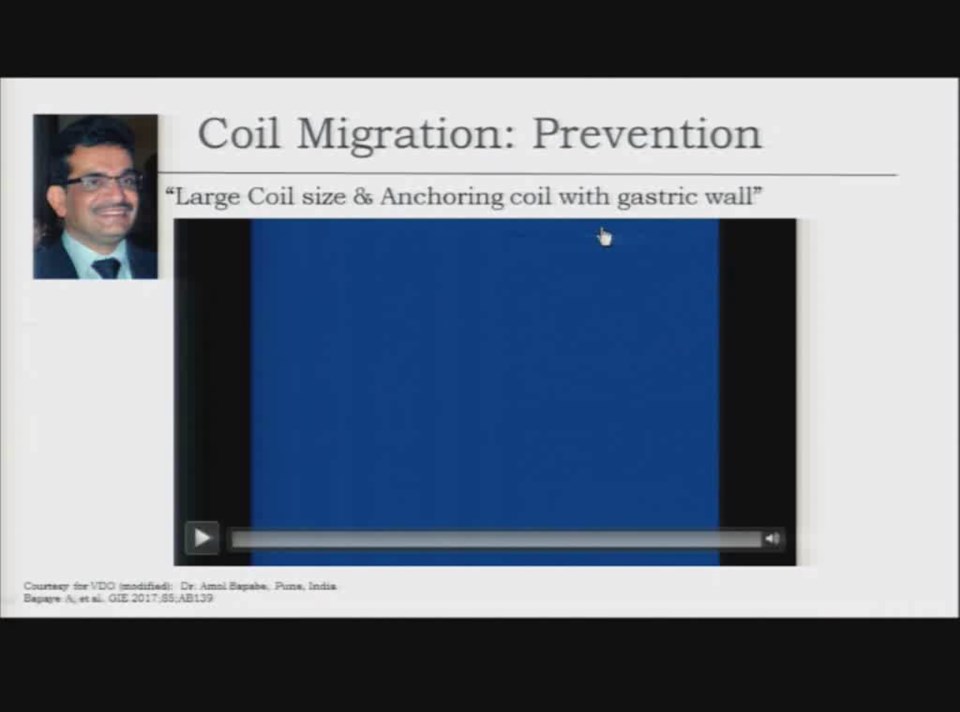 Coil Migration: Prevention
“Large Coil size & Anchoring coil with gastric wall”
Courtesy for VDO (modified): Dr. Amol Bapaye, Pune, India
Bapaye A, et al. GIE 2017;85:AB139